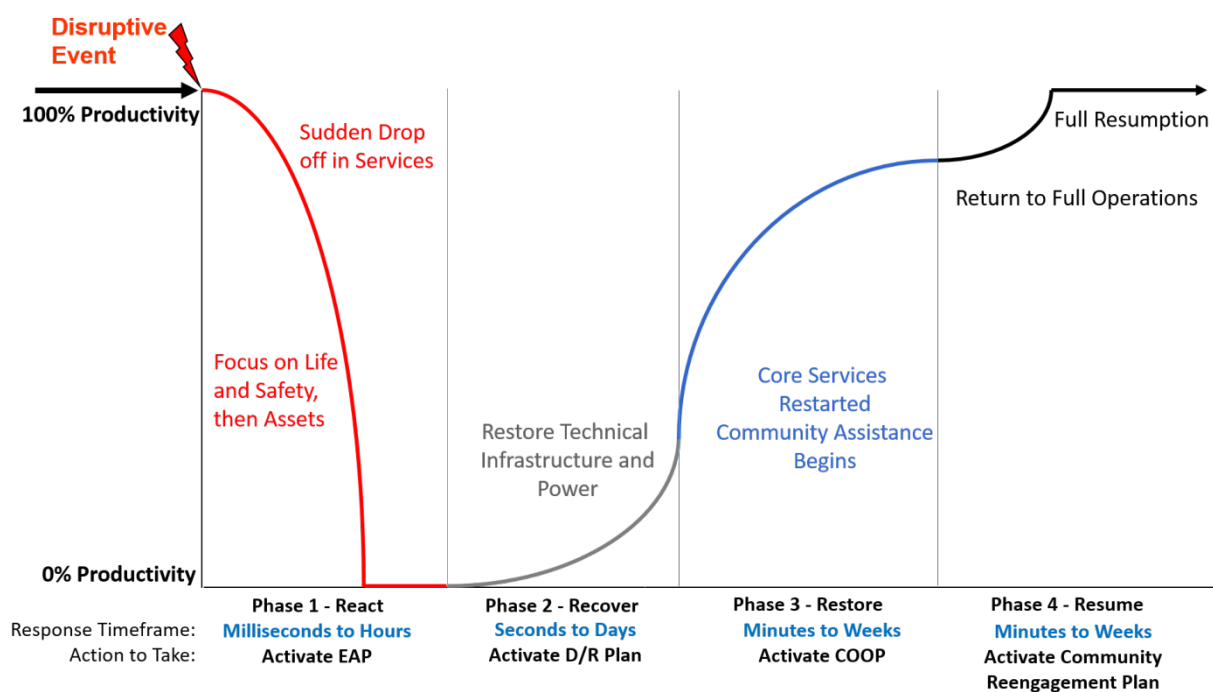 Disruptive
Event
100% Productivity
Sudden Drop
off in Services
Full Resumption
Return to Full Operations
Focus on Life
and Safety,
then Assets
Restore Technical
Infrastructure and
Power
Core Services
Restarted
Community Assistance
Begins
0% Productivity
Phase 1 - React
Phase 2 - Recover
Phase 3 - Restore
Phase 4 - Resume
Response Timeframe:
Milliseconds to Hours
Seconds to Days
Minutes to Weeks
Minutes to Weeks
Action to Take:
Activate EAP
Activate D/R Plan
Activate COOP
Activate Community
Reengagement Plan